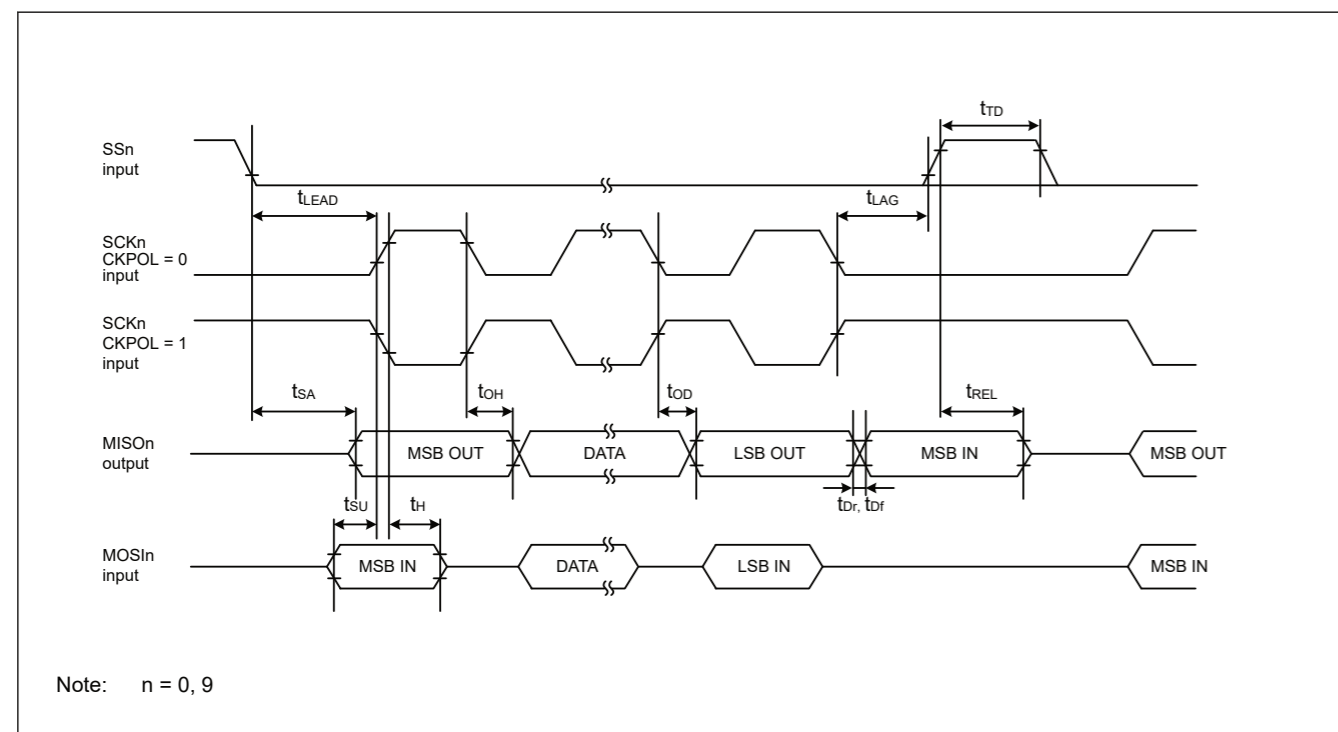 tTD
SSn
input
tLEAD
tLAG
SCKn
CKPOL = 0
input
SCKn
CKPOL = 1
input
tSA
tOH
tOD
tREL
MISOn
output
MSB OUT
DATA
LSB OUT
MSB IN
MSB OUT
tSU
tH
tDr, tDf
MOSIn
input
MSB IN
DATA
LSB IN
MSB IN
Note: n = 0, 9